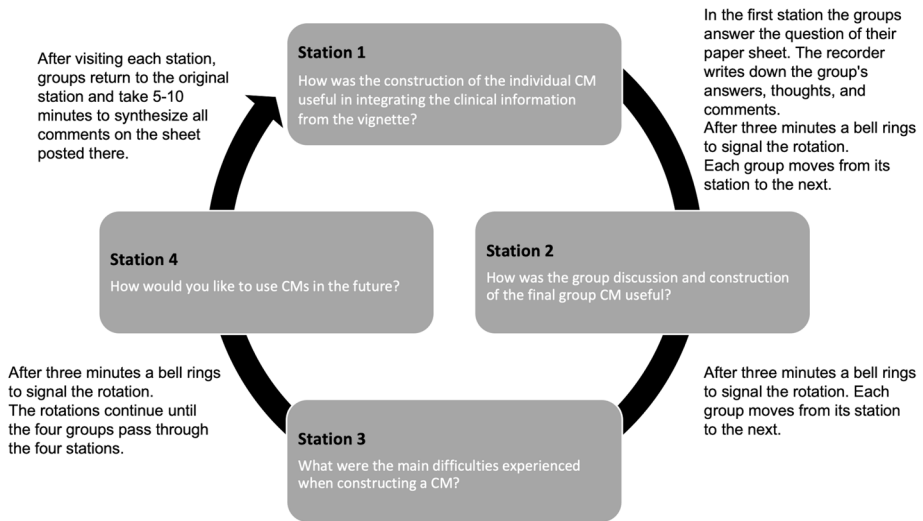 Station 1
How was the construction of the individual CM
useful in integrating the clinical information
from the vignette?
In the first station the groups
answer the question of their
paper sheet. The recorder
writes down the group's
answers, thoughts, and
comments.
After three minutes a bell rings
to signal the rotation.
Each group moves from its
station to the next.
Station 2
How was the group discussion and construction
of the final group CM useful?
After three minutes a bell rings
to signal the rotation. Each
group moves from its station
to the next.
Station 3
What were the main difficulties experienced
when constructing a CM?
After three minutes a bell rings
to signal the rotation.
The rotations continue until
the four groups pass through
the four stations.
Station 4
How would you like to use CMs in the future?
After visiting each station,
groups return to the original
station and take 5-10
minutes to synthesize all
comments on the sheet
posted there.